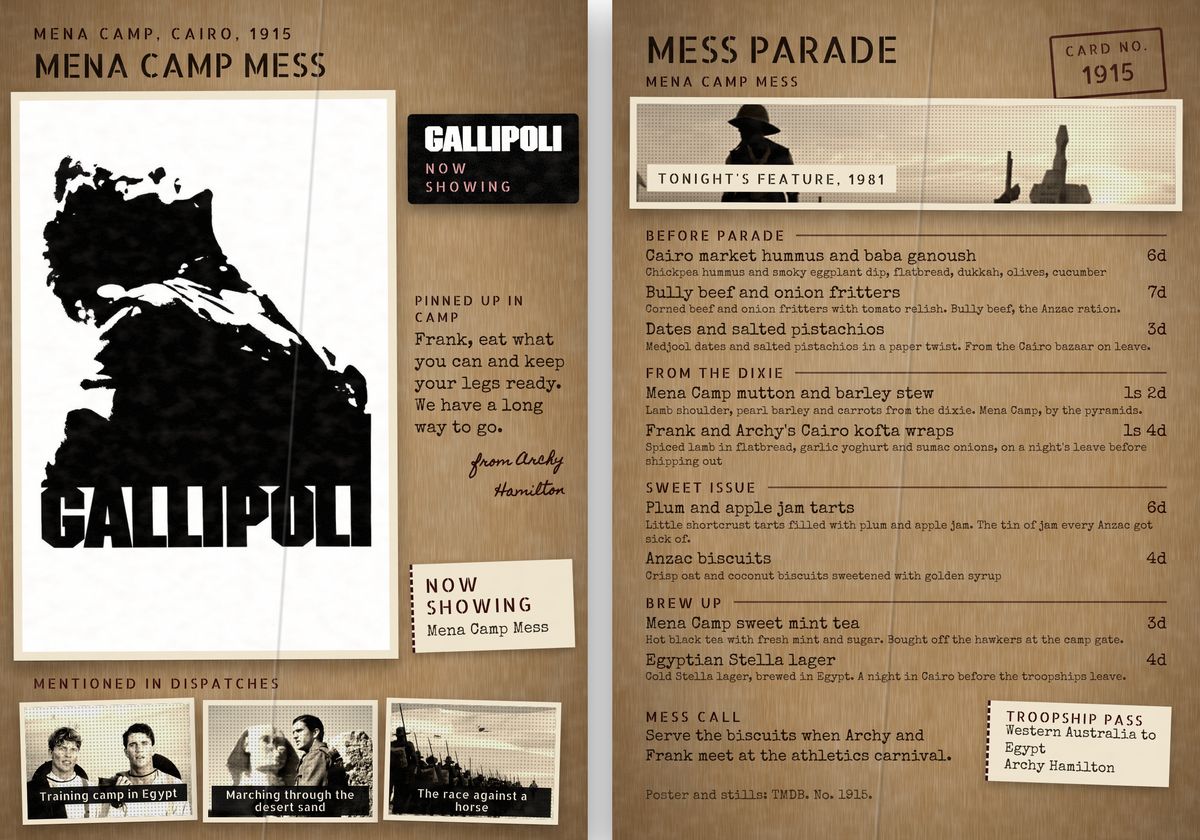 MENA CAMP, CAIRO, 1915
MENA CAMP MESS
GALLIPOLI
GALLIPOLI
NOW
SHOWING
PINNED UP IN
CAMP
Frank, eat what
you can and keep
your legs ready.
We have a long
way to go.
from Archy
Hamilton
NOW
SHOWING
Mena Camp Mess
MENTIONED IN DISPATCHES
Training camp in Egypt
Marching through the
desert sand
The race against a
horse
MESS PARADE
MENA CAMP MESS
CARD NO.
1915
TONIGHT'S FEATURE, 1981
BEFORE PARADE
Cairo market hummus and baba ganoush 6d
Chickpea hummus and smoky eggplant dip, flatbread, dukkah, olives, cucumber
Bully beef and onion fritters 7d
Corned beef and onion fritters with tomato relish. Bully beef, the Anzac ration.
Dates and salted pistachios 3d
Medjool dates and salted pistachios in a paper twist. From the Cairo bazaar on leave.
FROM THE DIXIE
Mena Camp mutton and barley stew 1s 2d
Lamb shoulder, pearl barley and carrots from the dixie. Mena Camp, by the pyramids.
Frank and Archy's Cairo kofta wraps 1s 4d
Spiced lamb in flatbread, garlic yoghurt and sumac onions, on a night's leave before
shipping out
SWEET ISSUE
Plum and apple jam tarts 6d
Little shortcrust tarts filled with plum and apple jam. The tin of jam every Anzac got
sick of.
Anzac biscuits 4d
Crisp oat and coconut biscuits sweetened with golden syrup
BREW UP
Mena Camp sweet mint tea 3d
Hot black tea with fresh mint and sugar. Bought off the hawkers at the camp gate.
Egyptian Stella lager 4d
Cold Stella lager, brewed in Egypt. A night in Cairo before the troopships leave.
MESS CALL
Serve the biscuits when Archy and
Frank meet at the athletics carnival.
TROOPSHIP PASS
Western Australia to
Egypt
Archy Hamilton
Poster and stills: TMDB. No. 1915.